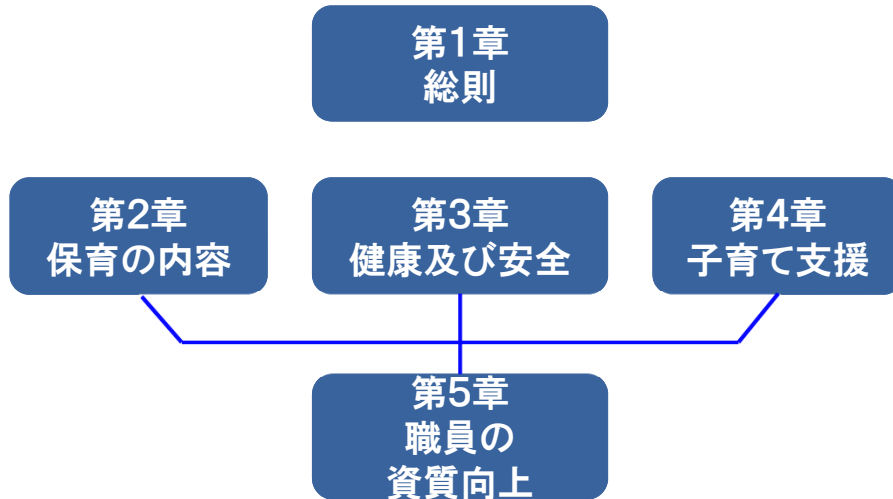 第1章
総則
第2章
保育の内容
第3章
健康及び安全
第4章
子育て支援
第5章
職員の
資質向上